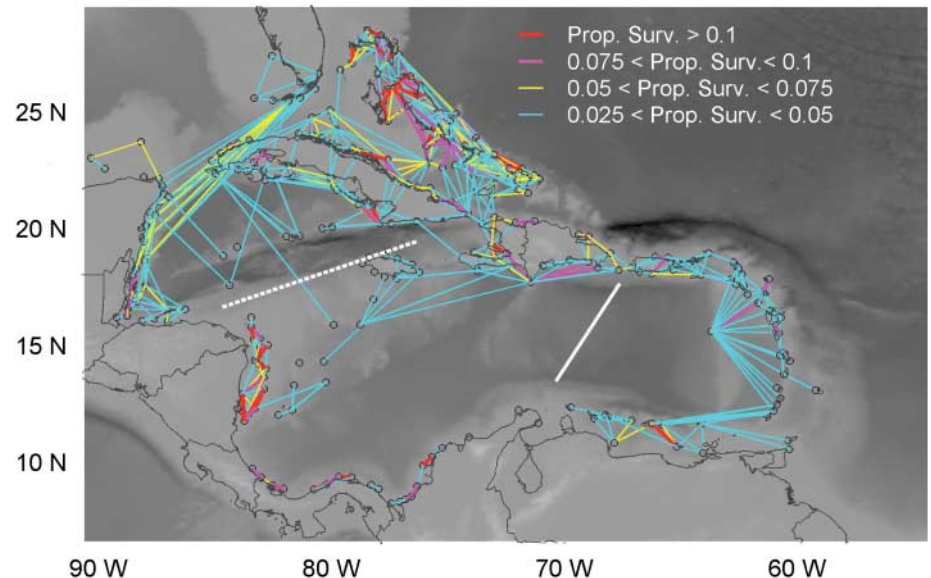 Prop. Surv. > 0.1
0.075 < Prop. Surv.< 0.1
0.05 < Prop. Surv. < 0.075
0.025 < Prop. Surv. < 0.05
25 N
20 N
15 N
10 N
90 W 80 W 70 W 60 W